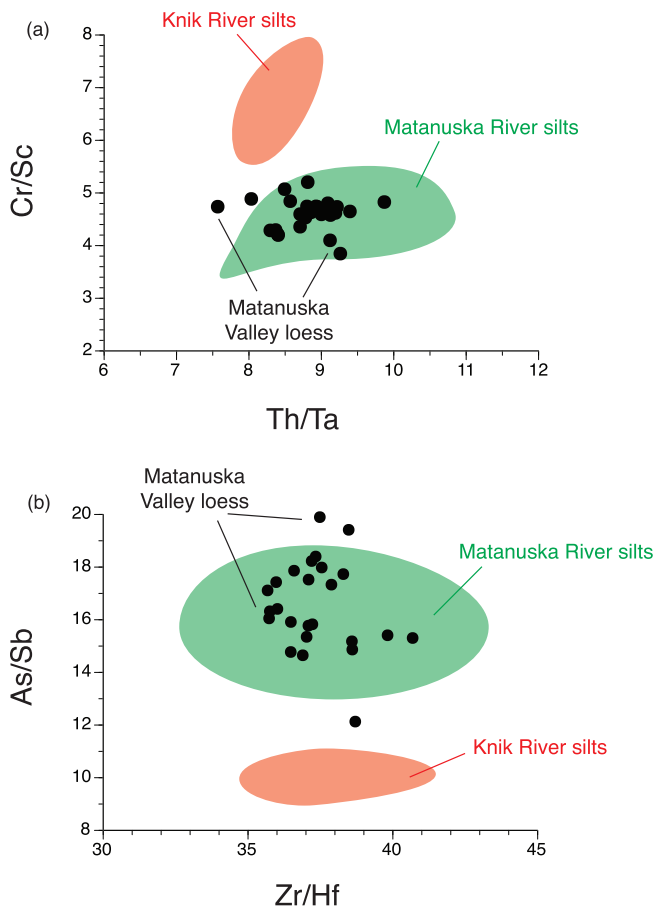 (a)
Knik River silts
8
7
6
5
4
3
2
Cr/Sc
Matanuska River silts
Matanuska
Valley loess
6 7 8 9 10 11 12
Th/Ta
(b)
Matanuska
Valley loess
20
18
16
14
12
10
8
As/Sb
Matanuska River silts
Knik River silts
30 35 40 45
Zr/Hf